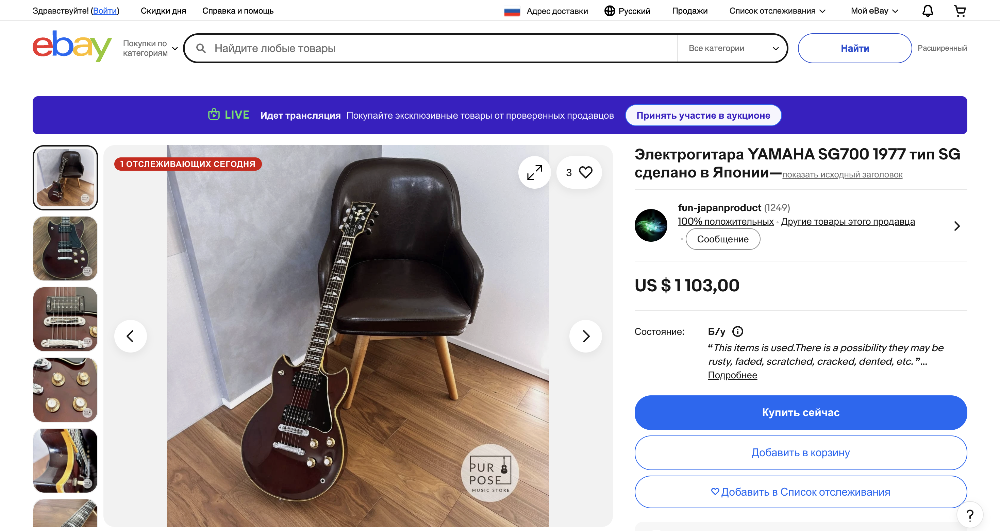 Здравствуйте! (Войти)
Скидки дня
Справка и помощь
Адрес доставки
Русский
Продажи
Список отслеживания
Мой eBay
ebay
Покупки по
категориям
Найдите любые товары
Все категории
Найти
Расширенный
LIVE
Идет трансляция Покупайте эксклюзивные товары от проверенных продавцов
Принять участие в аукционе
1 ОТСЛЕЖИВАЮЩИХ СЕГОДНЯ
3
YAMAHA
PUR
POSE
MUSIC STORE
Электрогитара YAMAHA SG700 1977 тип SG
сделано в Японии—показать исходный заголовок
fun-japanproduct (1249)
100% положительных • Другие товары этого продавца
• Сообщение
US $ 1 103,00
Состояние: Б/у
“This items is used.There is a possibility they may be
rusty, faded, scratched, cracked, dented, etc.”...
Подробнее
Купить сейчас
Добавить в корзину
Добавить в Список отслеживания
?